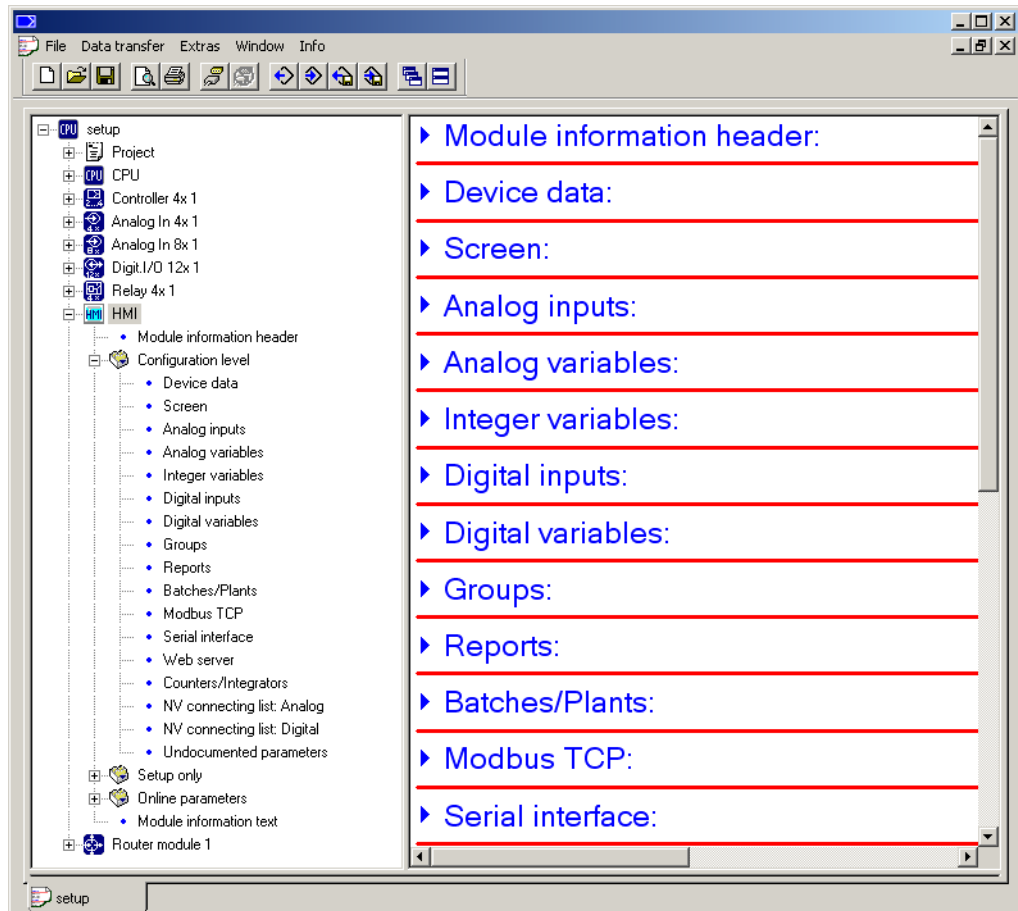 File Data transfer Extras Window Info
CPU setup
Project
CPU CPU
Controller 4x 1
Analog In 4x 1
Analog In 8x 1
Digit.I/O 12x 1
Relay 4x 1
HMI HMI
Module information header
Configuration level
Device data
Screen
Analog inputs
Analog variables
Integer variables
Digital inputs
Digital variables
Groups
Reports
Batches/Plants
Modbus TCP
Serial interface
Web server
Counters/Integrators
NV connecting list: Analog
NV connecting list: Digital
Undocumented parameters
Setup only
Online parameters
Module information text
Router module 1
Module information header:
Device data:
Screen:
Analog inputs:
Analog variables:
Integer variables:
Digital inputs:
Digital variables:
Groups:
Reports:
Batches/Plants:
Modbus TCP:
Serial interface:
setup